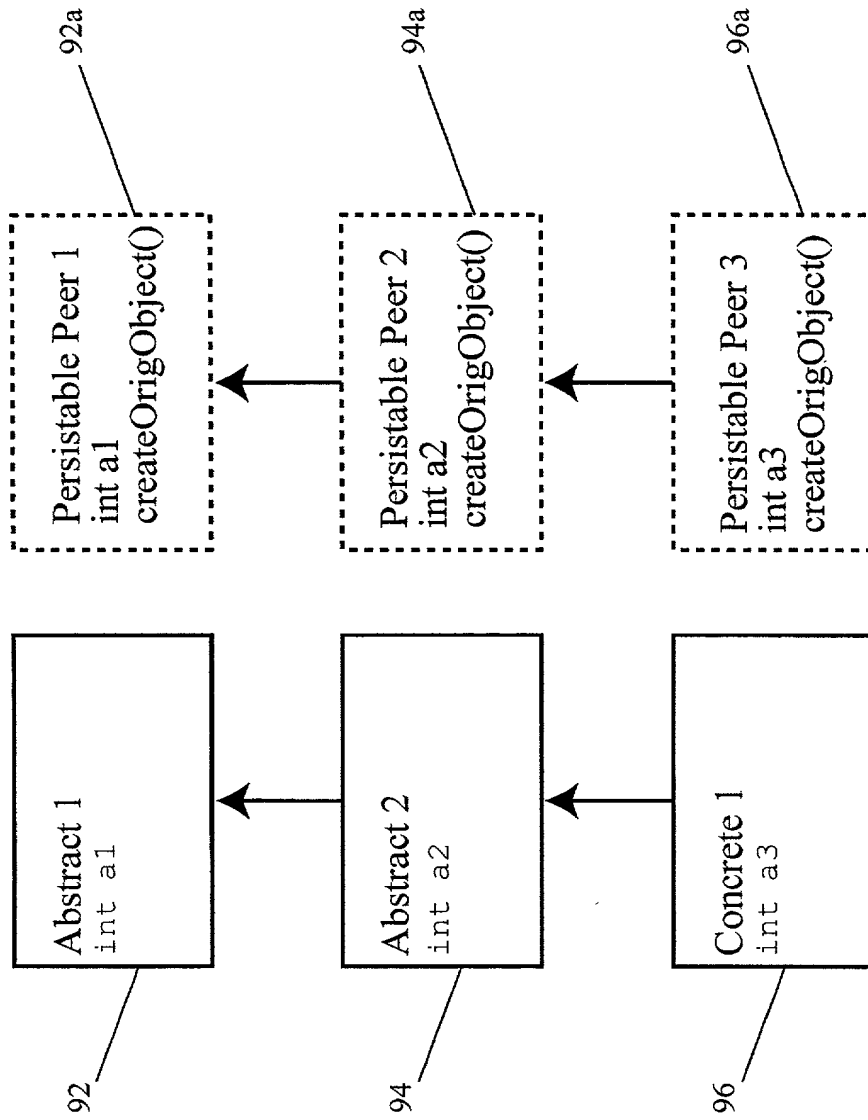 92
Abstract 1
int a1
Persistable Peer 1
int a1
createOrigObject()
92a
94
Abstract 2
int a2
Persistable Peer 2
int a2
createOrigObject()
94a
96
Concrete 1
int a3
Persistable Peer 3
int a3
createOrigObject()
96a